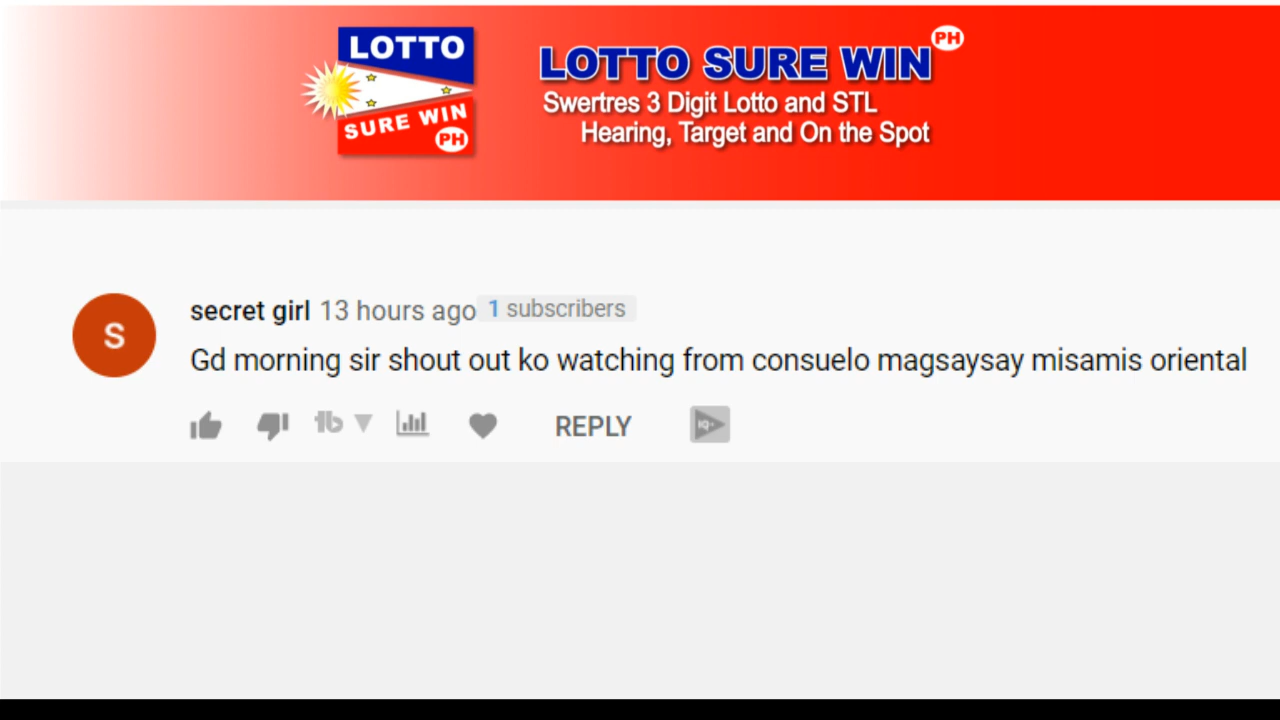 LOTTO
SURE WIN
PH
LOTTO SURE WIN PH
Swertres 3 Digit Lotto and STL
Hearing, Target and On the Spot
S
secret girl 13 hours ago 1 subscribers
Gd morning sir shout out ko watching from consuelo magsaysay misamis oriental
REPLY
IQ+